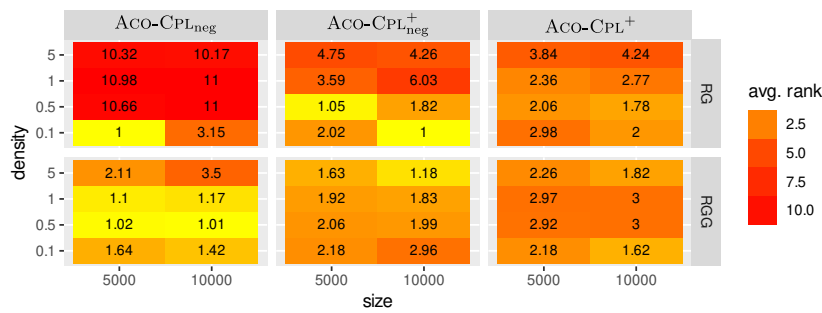 ACO-CPLneg ACO-CPL+neg ACO-CPL+
5 10.32 10.17 4.75 4.26 3.84 4.24
1 10.98 11 3.59 6.03 2.36 2.77
0.5 10.66 11 1.05 1.82 2.06 1.78
0.1 1 3.15 2.02 1 2.98 2
RG
5 2.11 3.5 1.63 1.18 2.26 1.82
1 1.1 1.17 1.92 1.83 2.97 3
0.5 1.02 1.01 2.06 1.99 2.92 3
0.1 1.64 1.42 2.18 2.96 2.18 1.62
RGG
density
5000 10000 5000 10000 5000 10000
size
avg. rank
2.5
5.0
7.5
10.0